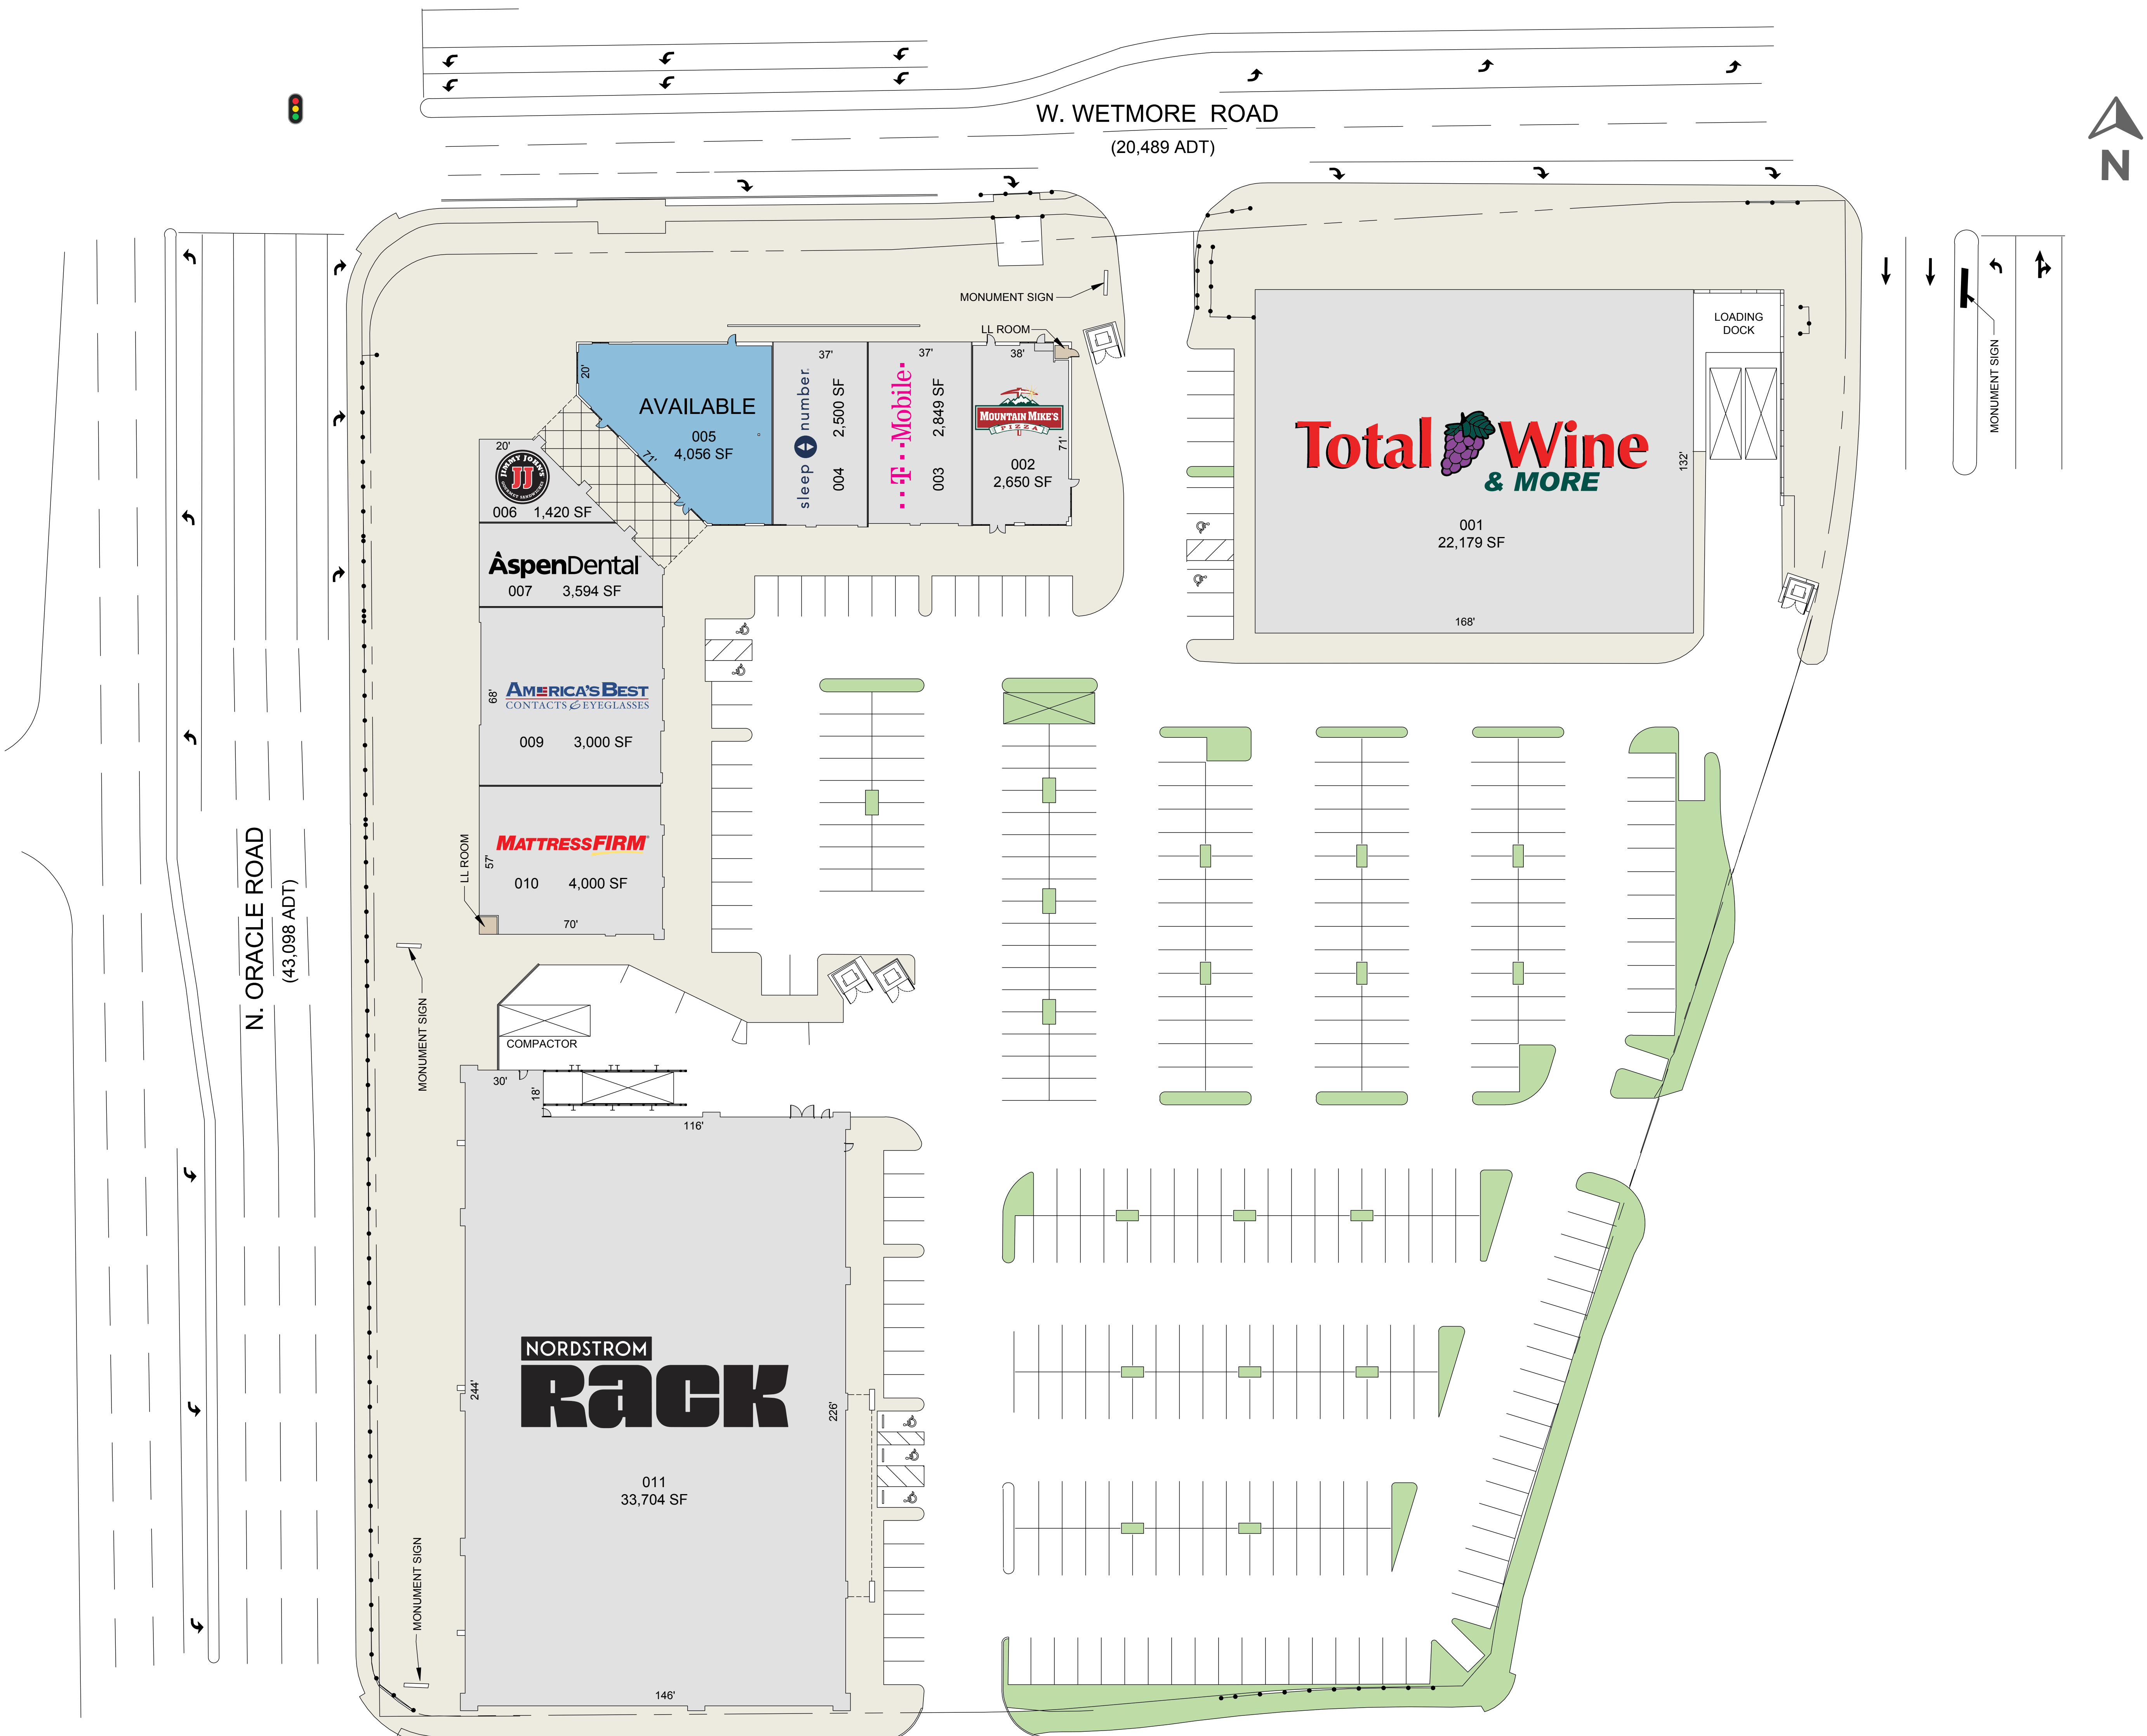 W. WETMORE ROAD
(20,489 ADT)
N
MONUMENT SIGN
LL ROOM
LOADING
DOCK
MONUMENT SIGN
20'
AVAILABLE
005
4,056 SF
71'
37'
sleep number.
004 2,500 SF
37'
T Mobile
003 2,849 SF
38'
MOUNTAIN MIKE'S
PIZZA
71'
002
2,650 SF
Total Wine
& MORE
132'
001
22,179 SF
168'
20'
JIMMY JOHN'S
JJ
GOURMET SANDWICHES
006 1,420 SF
AspenDental
007 3,594 SF
68'
AMERICA'S BEST
CONTACTS & EYEGLASSES
009 3,000 SF
MATTRESSFIRM
57'
010 4,000 SF
LL ROOM
70'
N. ORACLE ROAD
(43,098 ADT)
MONUMENT SIGN
COMPACTOR
30'
18'
116'
NORDSTROM
RACK
244'
226'
011
33,704 SF
MONUMENT SIGN
146'